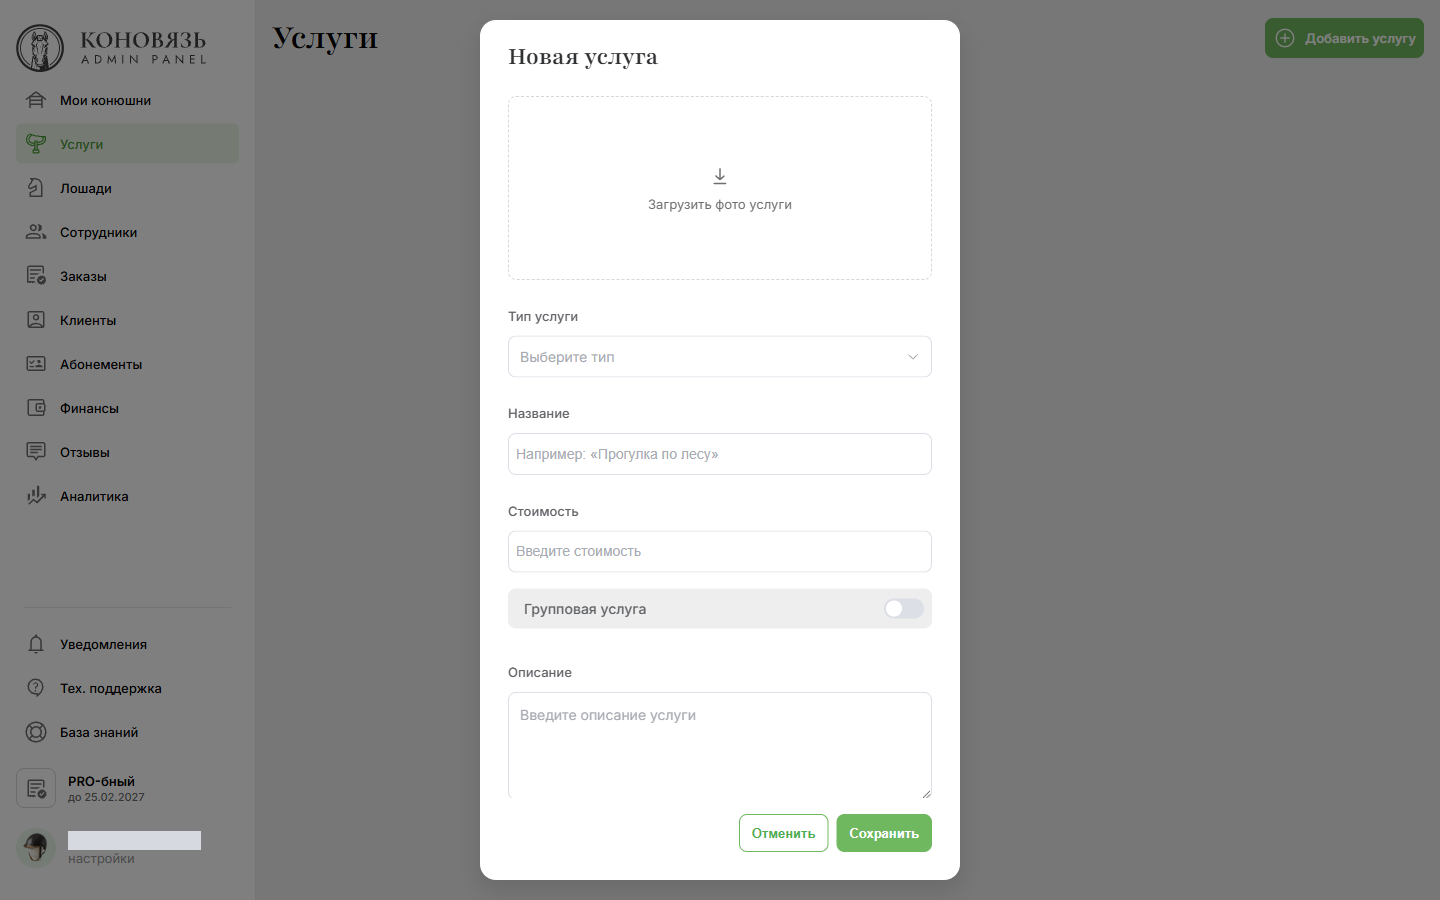 КОНОВЯЗЬ
ADMIN PANEL
Мои конюшни
Услуги
Лошади
Сотрудники
Заказы
Клиенты
Абонементы
Финансы
Отзывы
Аналитика
Уведомления
Тех. поддержка
База знаний
PRO-бный
до 25.02.2027
настройки
Услуги
Добавить услугу
Новая услуга
Загрузить фото услуги
Тип услуги
Выберите тип
Название
Например: «Прогулка по лесу»
Стоимость
Введите стоимость
Групповая услуга
Описание
Введите описание услуги
Отменить
Сохранить